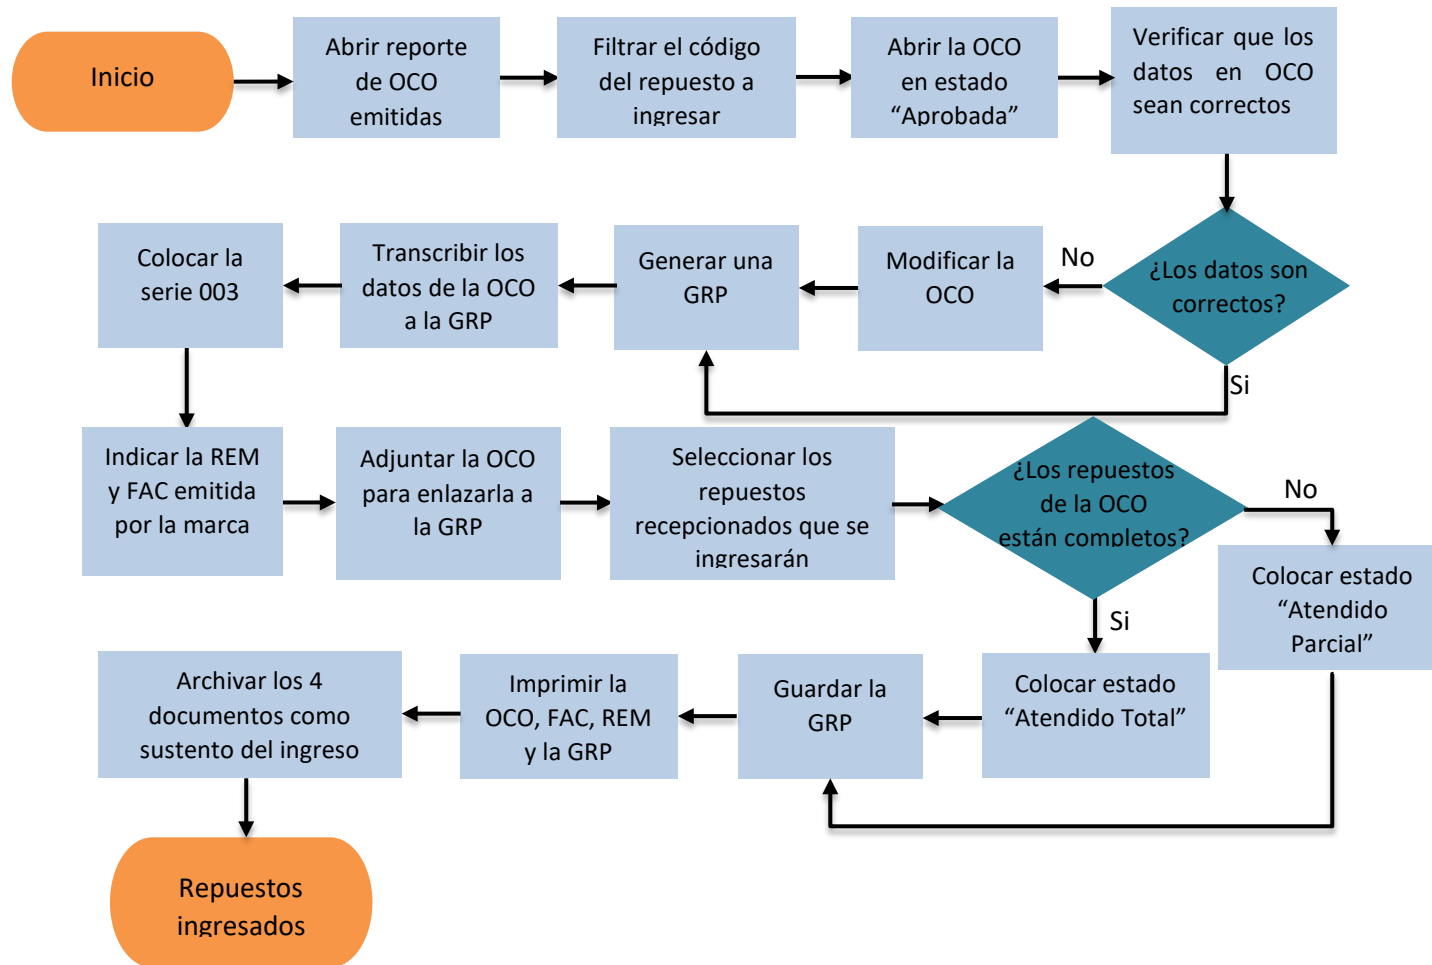 Inicio
Abrir reporte
de OCO
emitidas
Filtrar el código
del repuesto a
ingresar
Abrir la OCO
en estado
“Aprobada”
Verificar que los
datos en OCO
sean correctos
¿Los datos son
correctos?
No
Si
Modificar la
OCO
Generar una
GRP
Transcribir los
datos de la OCO
a la GRP
Colocar la
serie 003
Indicar la REM
y FAC emitida
por la marca
Adjuntar la OCO
para enlazarla a
la GRP
Seleccionar los
repuestos
recepcionados que se
ingresarán
¿Los repuestos
de la OCO
están completos?
No
Si
Colocar estado
“Atendido
Parcial”
Colocar estado
“Atendido Total”
Guardar la
GRP
Imprimir la
OCO, FAC, REM
y la GRP
Archivar los 4
documentos como
sustento del ingreso
Repuestos
ingresados